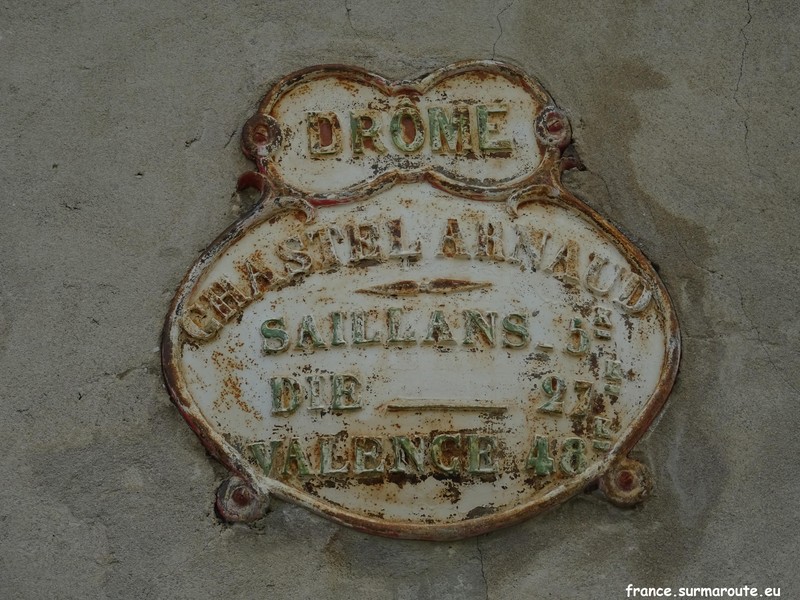 DRÔME
CHASTEL ARNAUD
SAILLANS. 5K
DIE 27K
VALENCE 48K
france.surmaroute.eu